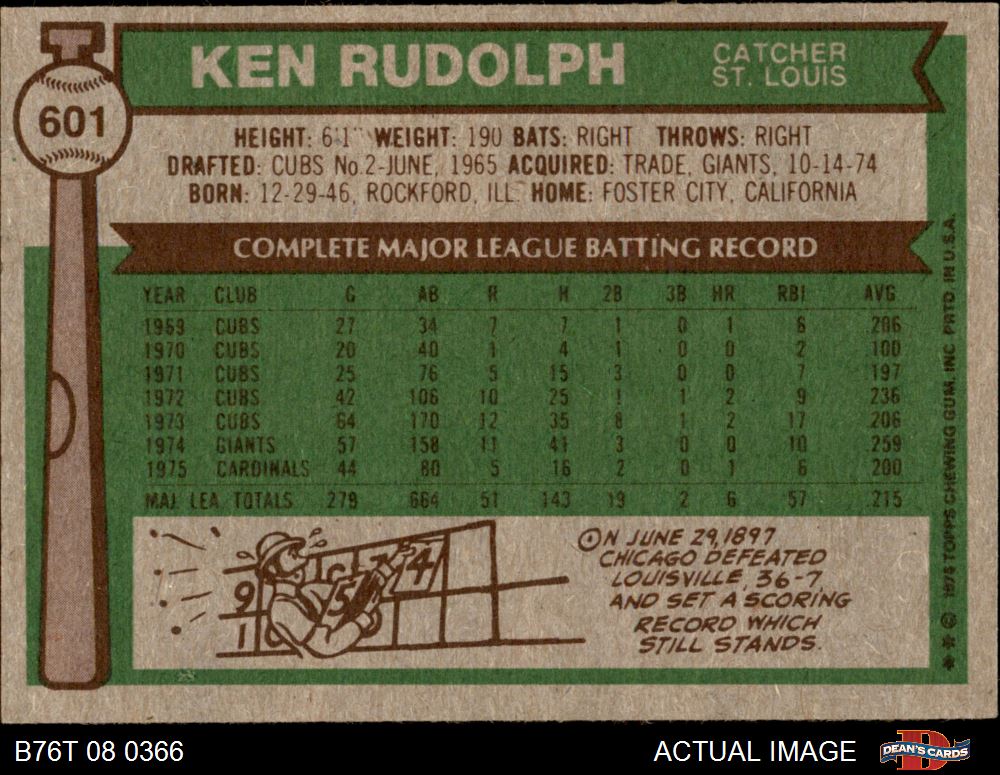 KEN RUDOLPH
CATCHER
ST. LOUIS
601
HEIGHT: 6'1" WEIGHT: 190 BATS: RIGHT THROWS: RIGHT
DRAFTED: CUBS No.2-JUNE, 1965 ACQUIRED: TRADE, GIANTS, 10-14-74
BORN: 12-29-46, ROCKFORD, ILL. HOME: FOSTER CITY, CALIFORNIA
COMPLETE MAJOR LEAGUE BATTING RECORD
YEAR CLUB G AB R H 2B 3B HR RBI AVG
1969 CUBS 27 34 7 7 1 0 1 6 .206
1970 CUBS 20 40 1 4 1 0 0 2 .100
1971 CUBS 25 76 5 15 3 0 0 7 .197
1972 CUBS 42 106 10 25 1 1 2 9 .236
1973 CUBS 64 170 12 35 8 1 2 17 .206
1974 GIANTS 57 158 11 41 3 0 0 10 .259
1975 CARDINALS 44 80 5 16 2 0 1 6 .200
MAJ. LEA. TOTALS 279 664 51 143 19 2 6 57 .215
ON JUNE 29, 1897
CHICAGO DEFEATED
LOUISVILLE, 36-7
AND SET A SCORING
RECORD WHICH
STILL STANDS.
9
1
5
4
** © 1976 TOPPS CHEWING GUM, INC. PRTD. IN U.S.A.
B76T 08 0366
ACTUAL IMAGE
DEAN'S CARDS